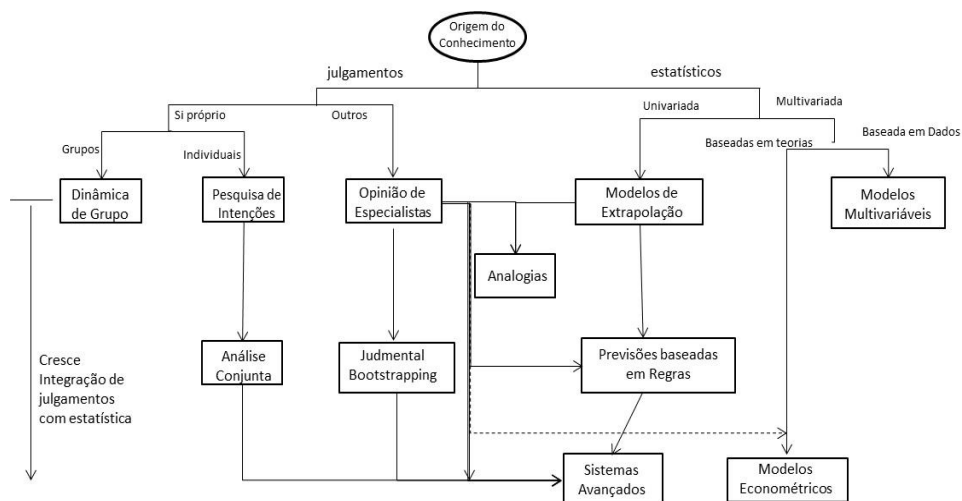 Origem do
Conhecimento
julgamentos
estatísticos
Si próprio
Outros
Univariada
Multivariada
Grupos
Individuais
Baseadas em teorias
Baseada em Dados
Dinâmica
de Grupo
Pesquisa de
Intenções
Opinião de
Especialistas
Modelos de
Extrapolação
Modelos
Multivariáveis
Analogias
Cresce
Integração de
julgamentos
com estatística
Análise
Conjunta
Judmental
Bootstrapping
Previsões baseadas
em Regras
Sistemas
Avançados
Modelos
Econométricos